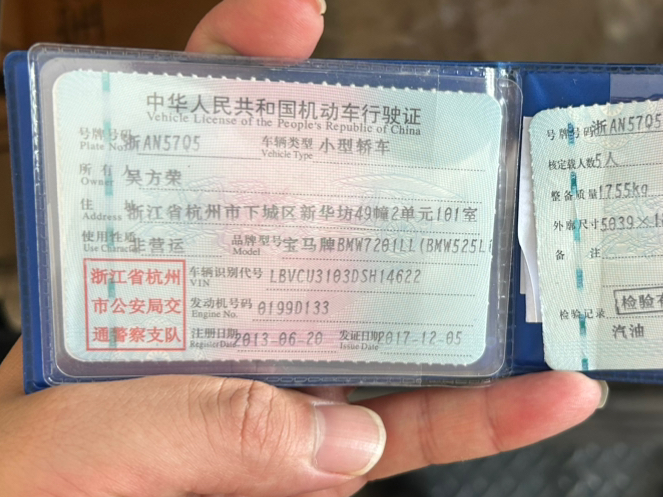 中华人民共和国机动车行驶证
Vehicle License of the People's Republic of China
号牌号码 浙AN57Q5 车辆类型 小型轿车
Plate No. Vehicle Type
所有人 吴方荣
Owner
住址 浙江省杭州市下城区新华坊49幢2单元101室
Address
使用性质 非营运 品牌型号 宝马牌BMW7201LL(BMW525Li
Use Character Model
浙江省杭州
市公安局交
通警察支队
车辆识别代号 LBVCU3103DSH14622
VIN
发动机号码 0199D133
Engine No.
注册日期 2013-06-20 发证日期 2017-12-05
Register Date Issue Date
号牌号码 浙AN57Q5
核定载人数 5人
整备质量 1755kg
外廓尺寸 5039×1
备注
检验记录 检验有
汽油